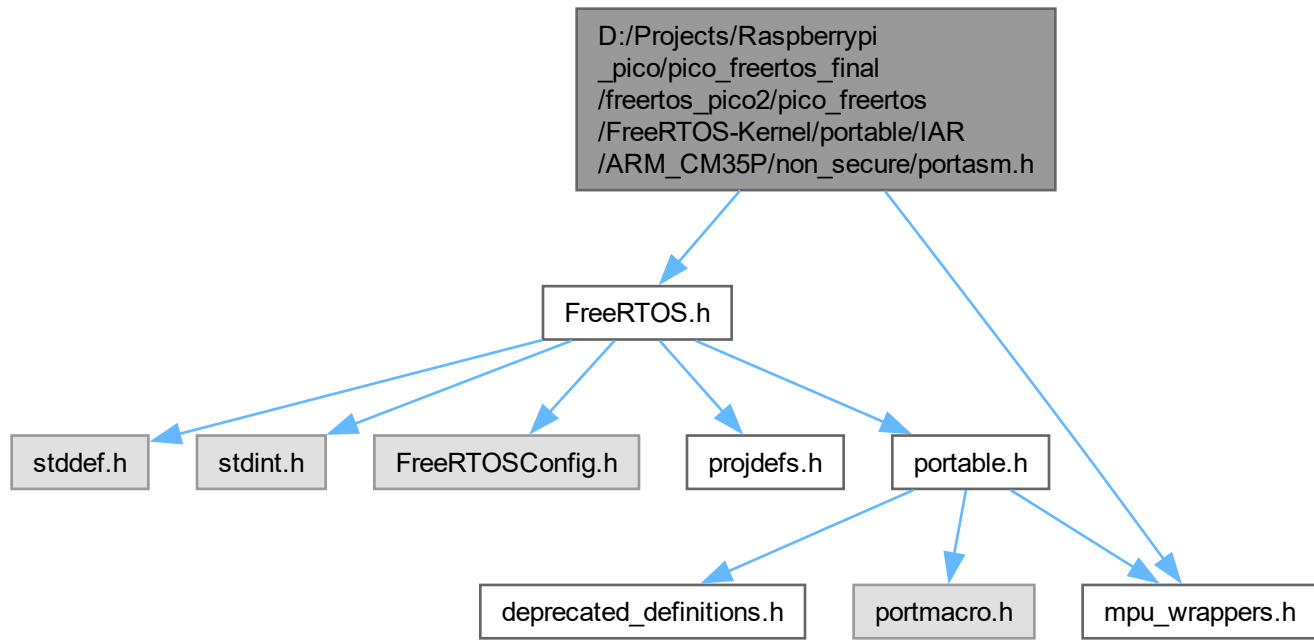 D:/Projects/Raspberrypi
_pico/pico_freertos_final
/freertos_pico2/pico_freertos
/FreeRTOS-Kernel/portable/IAR
/ARM_CM35P/non_secure/portasm.h
FreeRTOS.h
stddef.h
stdint.h
FreeRTOSConfig.h
projdefs.h
portable.h
deprecated_definitions.h
portmacro.h
mpu_wrappers.h